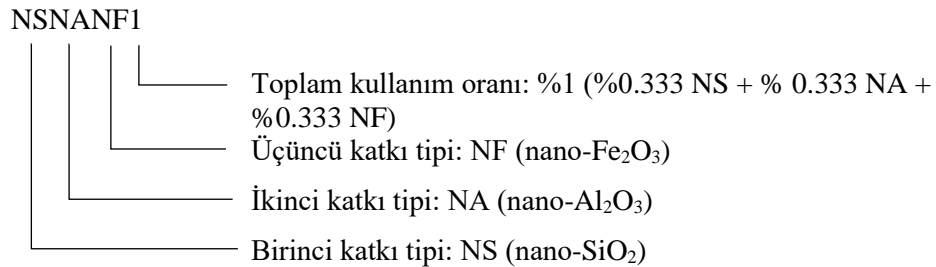 NSNANF1
Toplam kullanım oranı: %1 (%0.333 NS + % 0.333 NA +
%0.333 NF)
Üçüncü katkı tipi: NF (nano-Fe₂O₃)
İkinci katkı tipi: NA (nano-Al₂O₃)
Birinci katkı tipi: NS (nano-SiO₂)